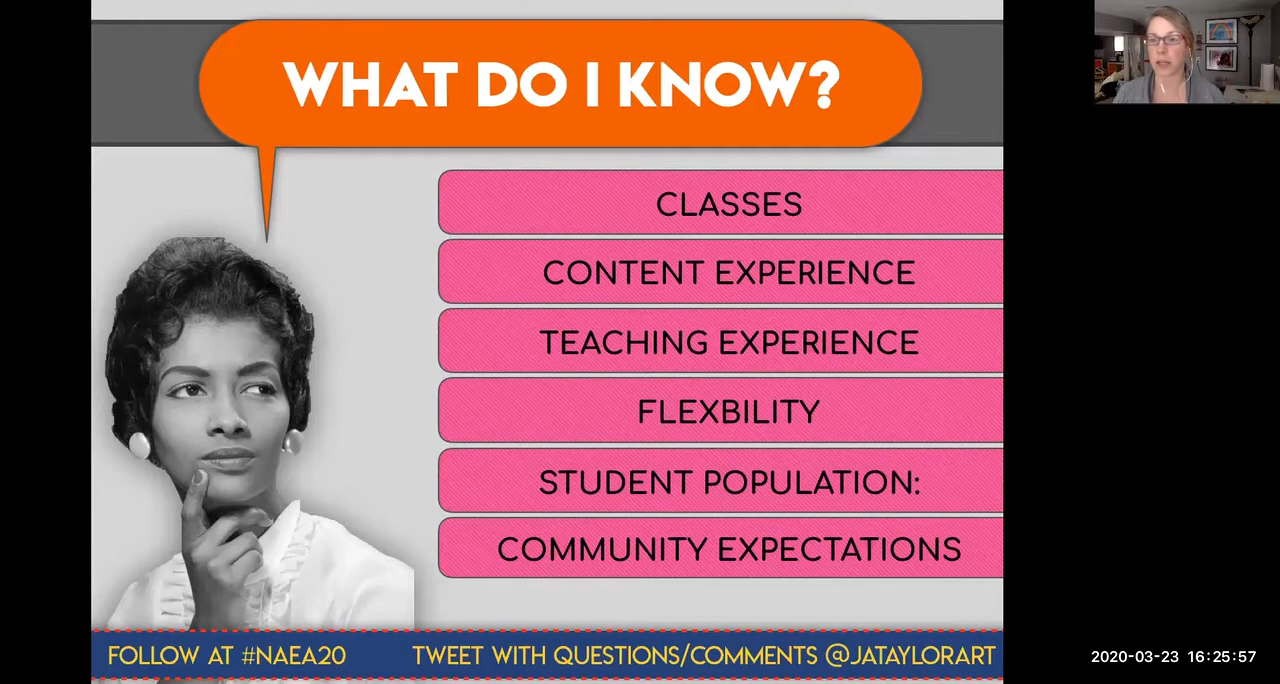 WHAT DO I KNOW?
CLASSES
CONTENT EXPERIENCE
TEACHING EXPERIENCE
FLEXBILITY
STUDENT POPULATION:
COMMUNITY EXPECTATIONS
FOLLOW AT #NAEA20 TWEET WITH QUESTIONS/COMMENTS @JATAYLORART
2020-03-23 16:25:57